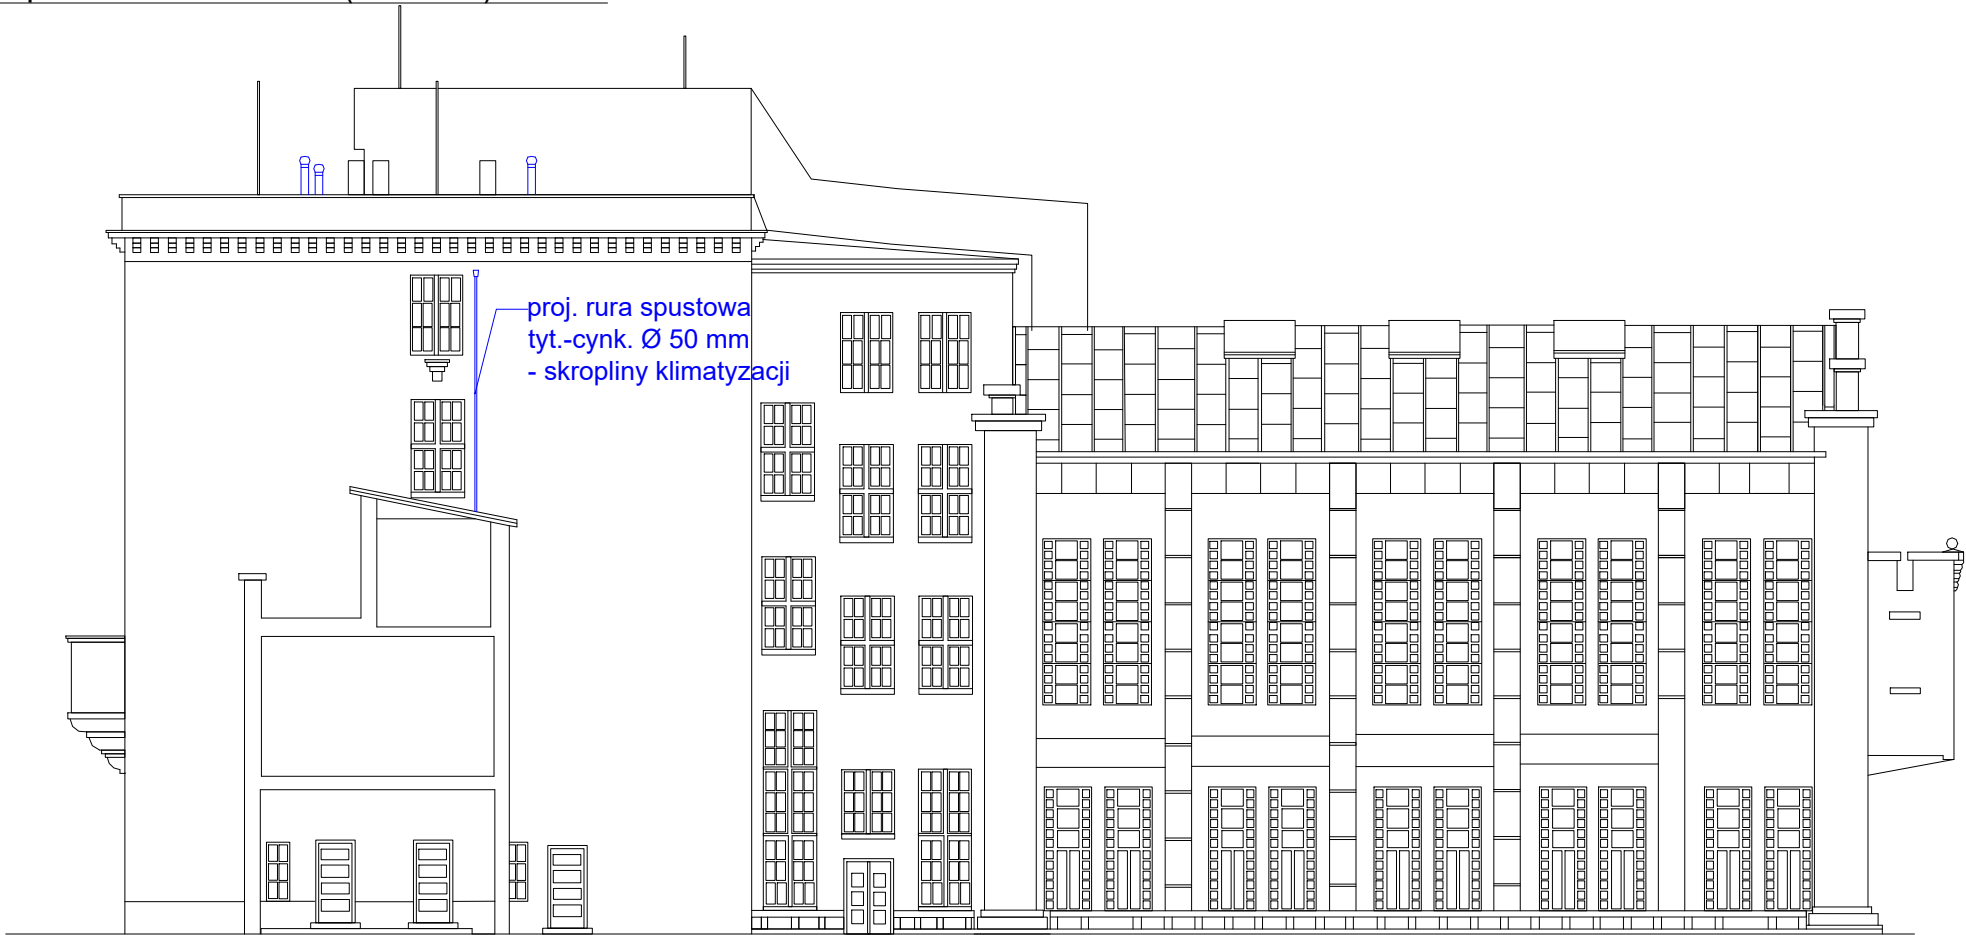 proj. rura spustowa
tyt.-cynk. Ø 50 mm
- skropliny klimatyzacji